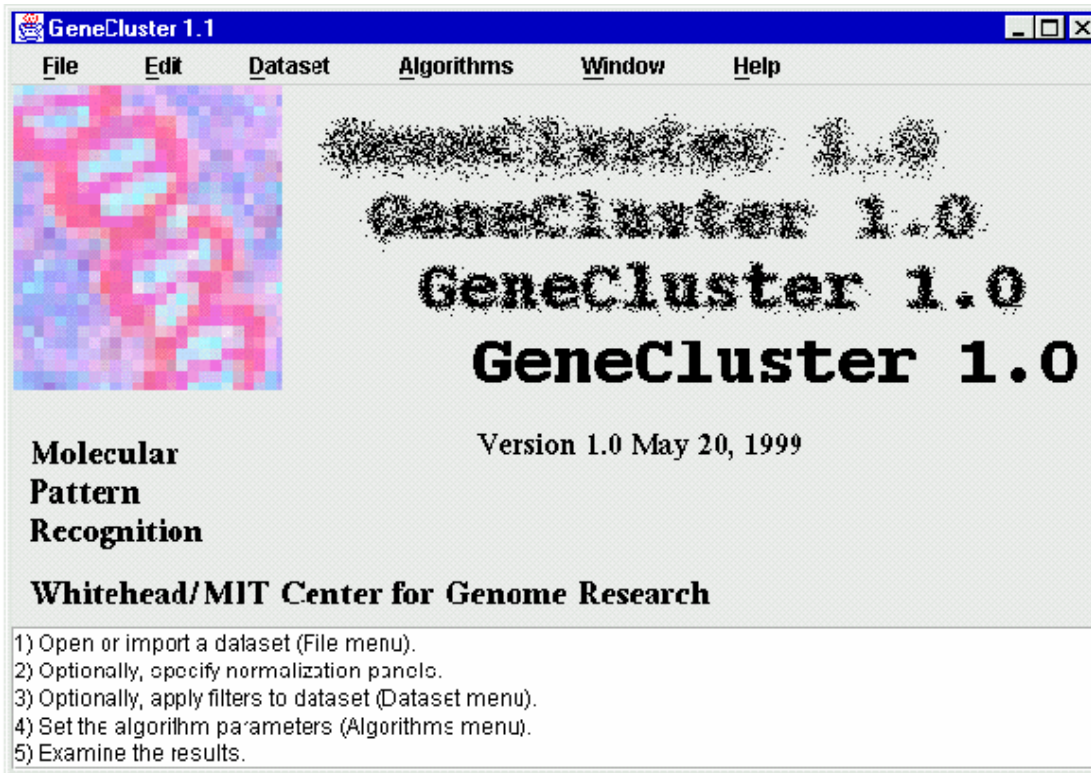 GeneCluster 1.1
File Edit Dataset Algorithms Window Help
GeneCluster 1.0
GeneCluster 1.0
GeneCluster 1.0
GeneCluster 1.0
Version 1.0 May 20, 1999
Molecular
Pattern
Recognition
Whitehead/MIT Center for Genome Research
1) Open or import a dataset (File menu).
2) Optionally, specify normalization panels.
3) Optionally, apply filters to dataset (Dataset menu).
4) Set the algorithm parameters (Algorithms menu).
5) Examine the results.